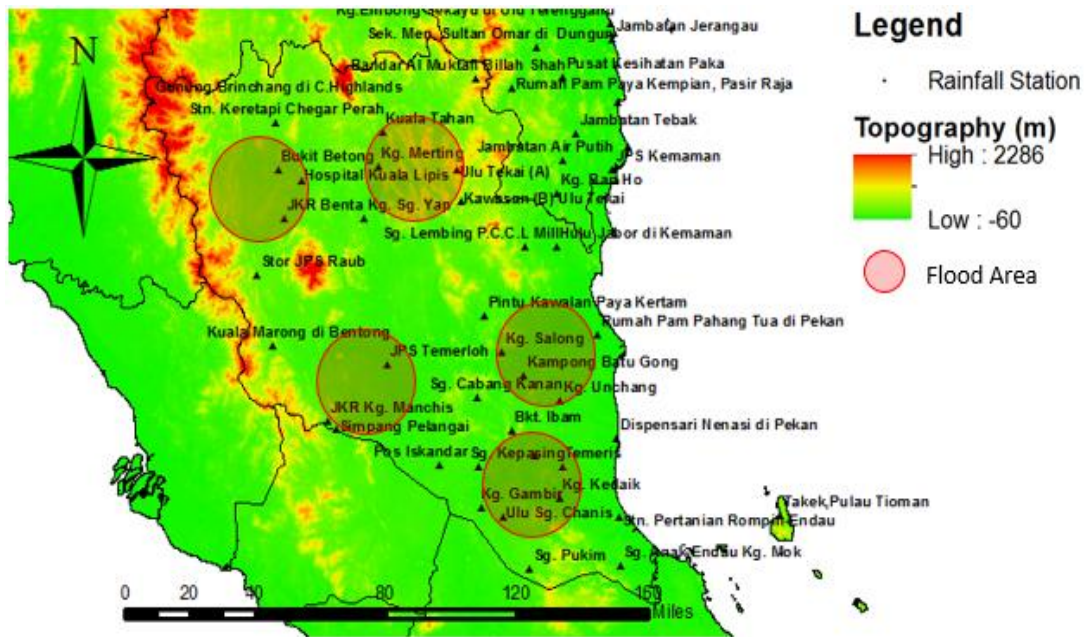 Kg. Embong Sekayu di Ulu Terengganu
Jambatan Jerangau
Sek. Men. Sultan Omar di Dungun
Bandar Al Muktafi Billah Shah
Pusat Kesihatan Paka
Gunung Brinchang di C.Highlands
Rumah Pam Paya Kempian, Pasir Raja
Stn. Keretapi Chegar Perah
Kuala Tahan
Jambatan Tebak
Bukit Betong
Kg. Merting
Jambatan Air Putih
JPS Kemaman
Hospital Kuala Lipis
Ulu Tekai (A)
Kg. Ban Ho
JKR Benta
Kg. Sg. Yap
Kawasan (B) Ulu Tekai
Sg. Lembing P.C.C.L Mill
Hulu Jabor di Kemaman
Stor JPS Raub
Pintu Kawalan Paya Kertam
Rumah Pam Pahang Tua di Pekan
Kuala Marong di Bentong
Kg. Salong
JPS Temerloh
Kampong Batu Gong
Sg. Cabang Kanan
Kg. Unchang
JKR Kg. Manchis
Bkt. Ibam
Dispensari Nenasi di Pekan
Simpang Pelangai
Pos Iskandar
Sg. Kepasing
Temeris
Kg. Kedaik
Kg. Gambir
Ulu Sg. Chanis
Tekek,Pulau Tioman
Stn. Pertanian Rompin Endau
Sg. Pukim
Sg. Anak Endau Kg. Mok
N
0 40 80 120 160
Miles
Legend
Rainfall Station
Topography (m)
High : 2286
Low : -60
Flood Area